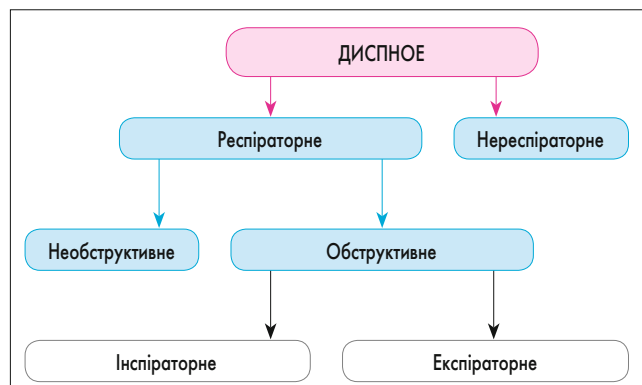 ДИСПНОЕ
Респіраторне
Нереспіраторне
Необструктивне
Обструктивне
Інспіраторне
Експіраторне